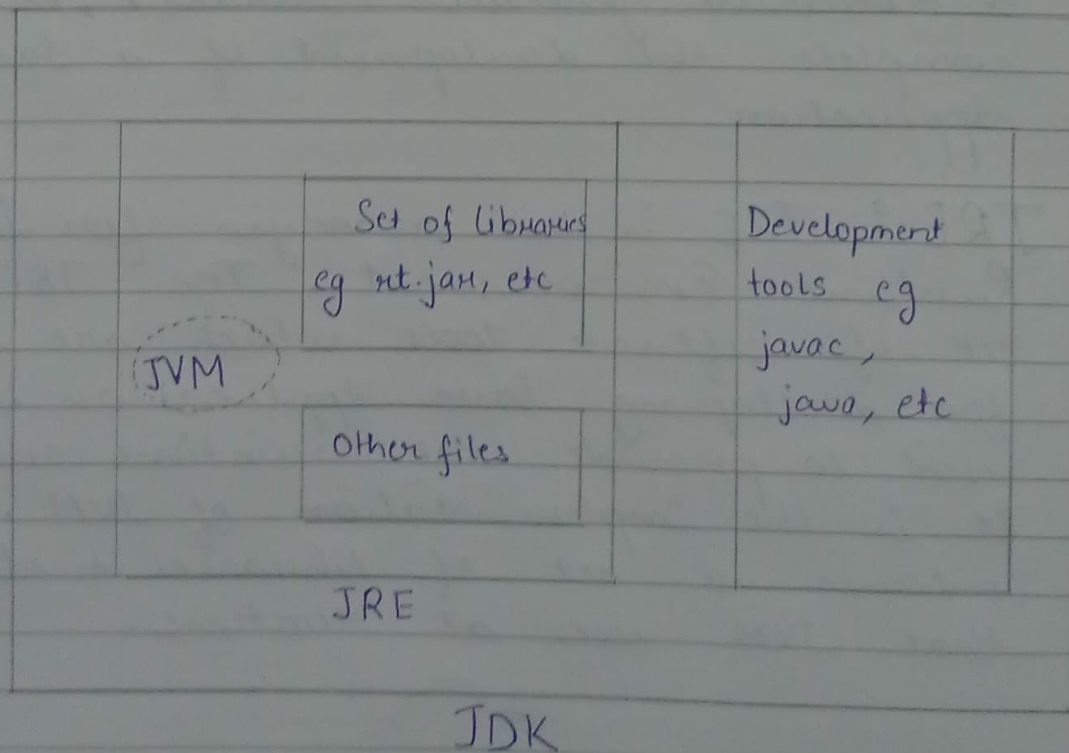 Set of libraries
eg rt.jar, etc
JVM
Other files
JRE
Development
tools eg
javac,
java, etc
JDK